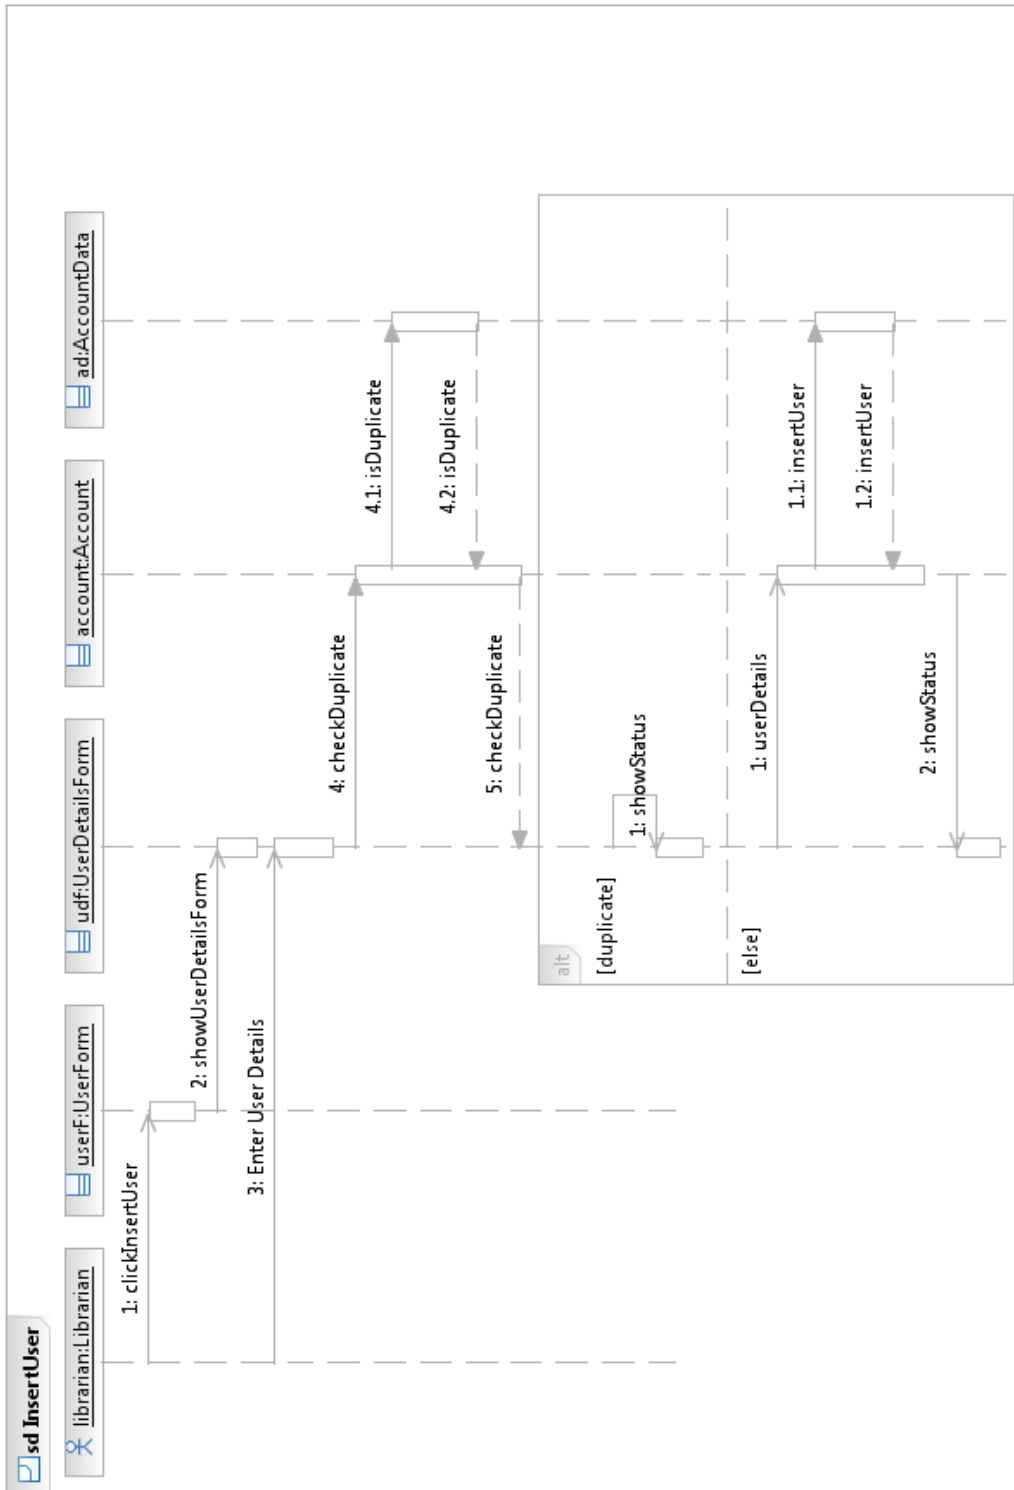 sd InsertUser
librarian:Librarian
userF:UserForm
udf:UserDetailsForm
account:Account
ad:AccountData
1: clickInsertUser
2: showUserDetailsForm
3: Enter User Details
4: checkDuplicate
4.1: isDuplicate
4.2: isDuplicate
5: checkDuplicate
alt
[duplicate]
1: showStatus
[else]
1: userDetails
1.1: insertUser
1.2: insertUser
2: showStatus